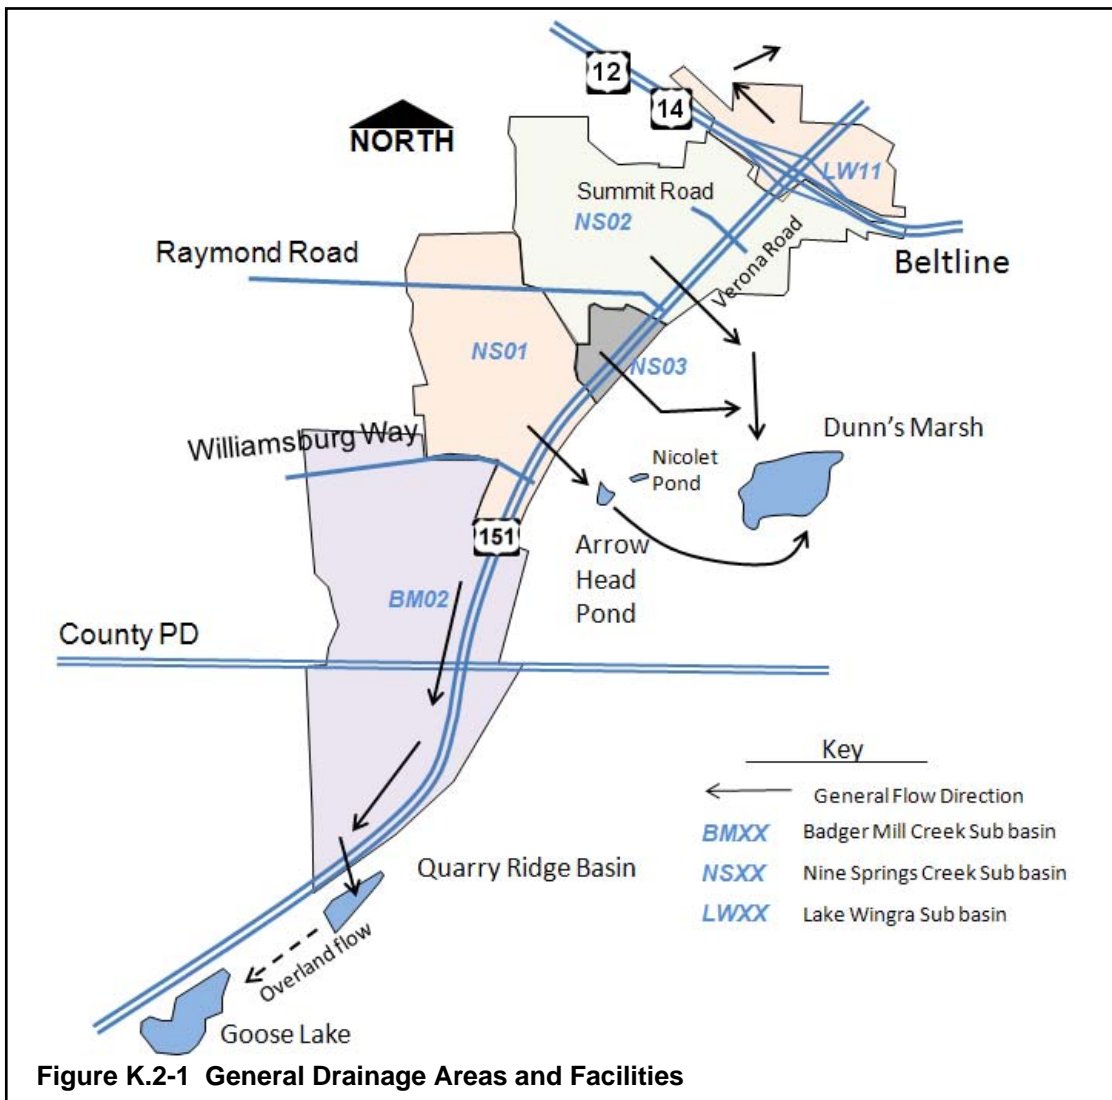 12
14
NORTH
LW11
Summit Road
NS02
Raymond Road
Verona Road
Beltline
NS01
NS03
Williamsburg Way
Dunn's Marsh
Nicolet
Pond
151
Arrow
Head
Pond
BM02
County PD
Key
General Flow Direction
BMXX Badger Mill Creek Sub basin
NSXX Nine Springs Creek Sub basin
LWXX Lake Wingra Sub basin
Quarry Ridge Basin
Overland flow
Goose Lake
Figure K.2-1 General Drainage Areas and Facilities